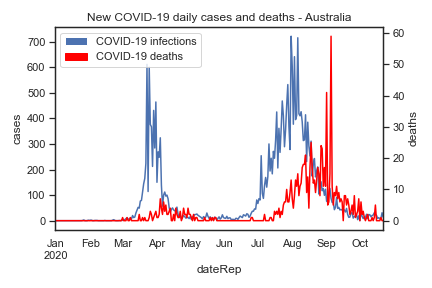 New COVID-19 daily cases and deaths - Australia
COVID-19 infections
COVID-19 deaths
700
600
500
400
300
200
100
0
cases
60
50
40
30
20
10
0
deaths
Jan Feb Mar Apr May Jun Jul Aug Sep Oct
2020
dateRep